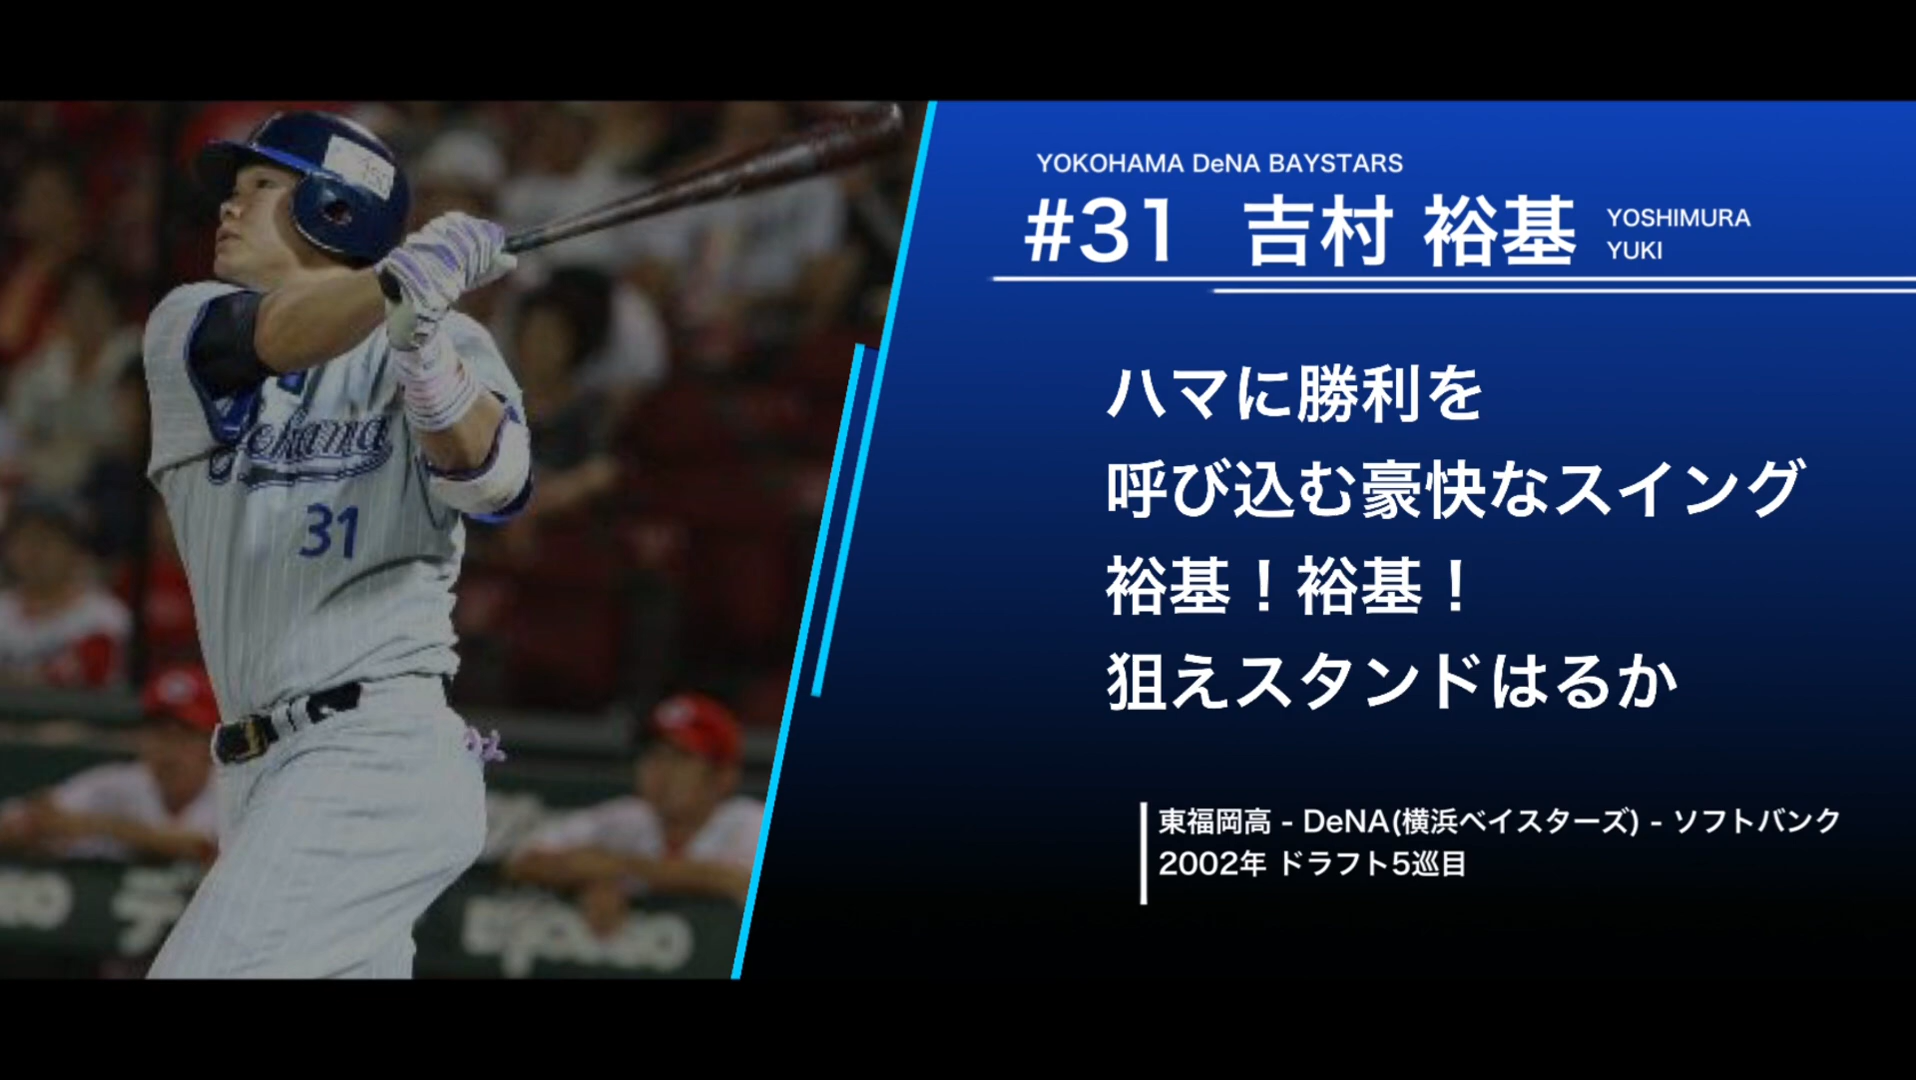 YOKOHAMA DeNA BAYSTARS
#31 吉村 裕基 YOSHIMURA
YUKI
ハマに勝利を
呼び込む豪快なスイング
裕基！裕基！
狙えスタンドはるか
東福岡高 - DeNA(横浜ベイスターズ) - ソフトバンク
2002年 ドラフト5巡目
31